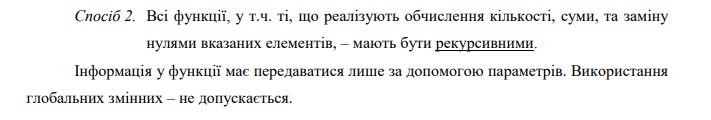 Спосіб 2. Всі функції, у т.ч. ті, що реалізують обчислення кількості, суми, та заміну
нулями вказаних елементів, – мають бути рекурсивними.
Інформація у функції має передаватися лише за допомогою параметрів. Використання
глобальних змінних – не допускається.